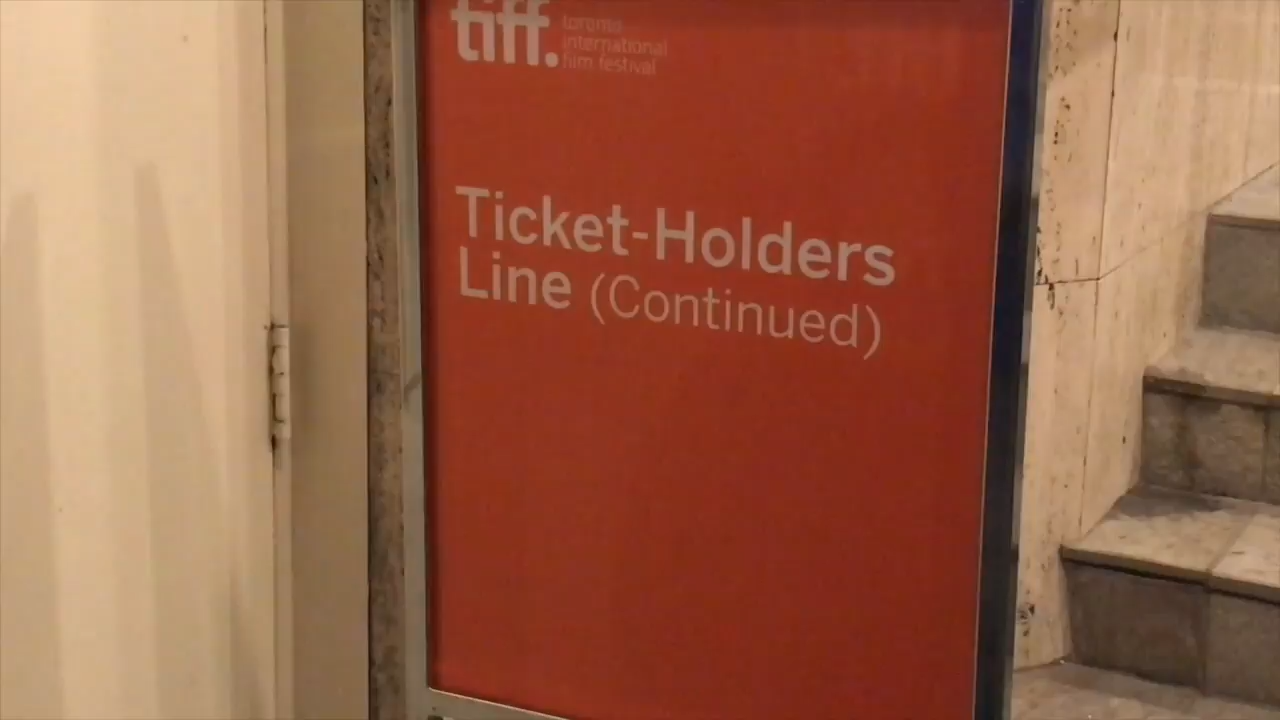 tiff.
toronto
international
film festival
Ticket-Holders
Line (Continued)